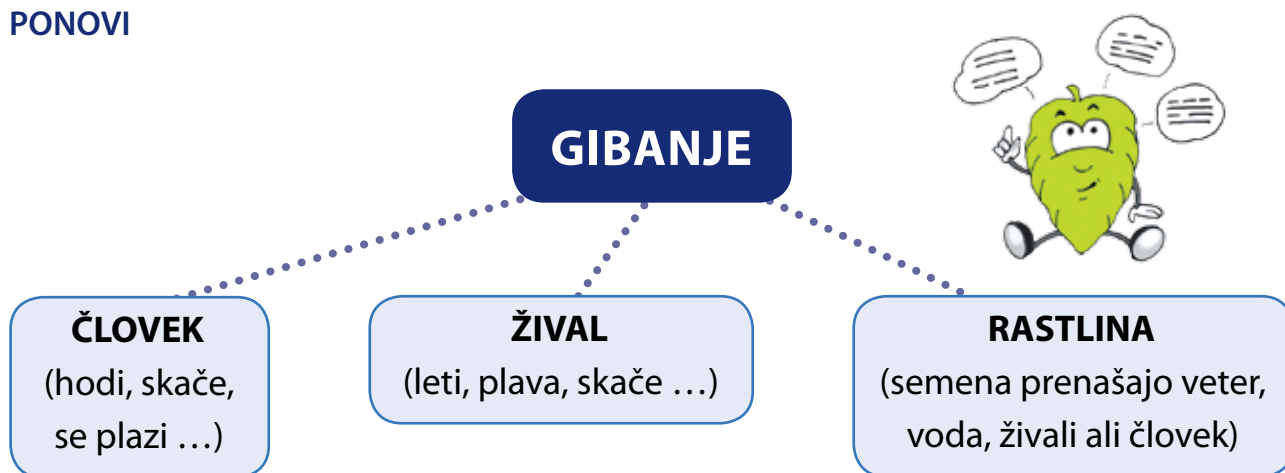 PONOVI
GIBANJE
ČLOVEK
(hodi, skače,
se plazi …)
ŽIVAL
(leti, plava, skače …)
RASTLINA
(semena prenašajo veter,
voda, živali ali človek)